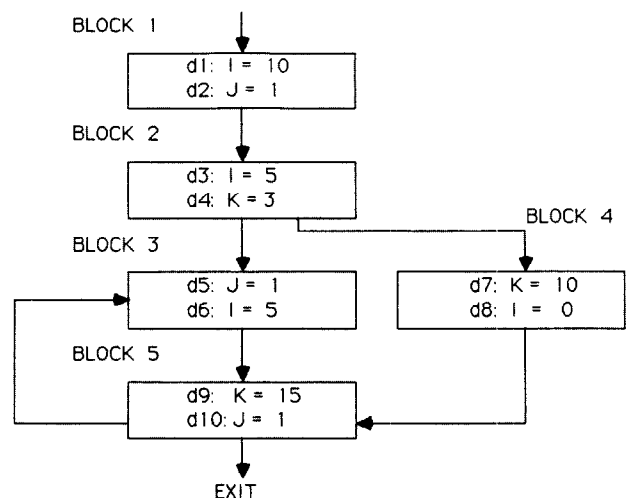 BLOCK 1
d1: I = 10
d2: J = 1
BLOCK 2
d3: I = 5
d4: K = 3
BLOCK 3
BLOCK 4
d5: J = 1
d6: I = 5
d7: K = 10
d8: I = 0
BLOCK 5
d9: K = 15
d10: J = 1
EXIT